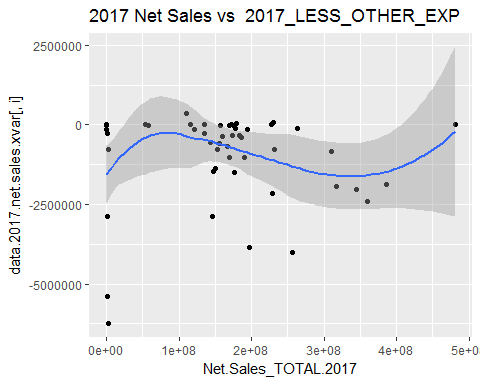 2017 Net Sales vs  2017_LESS_OTHER_EXP
2500000
0
-2500000
-5000000
data.2017.net.sales.xvar[, i]
0e+00 1e+08 2e+08 3e+08 4e+08 5e+08
Net.Sales_TOTAL.2017